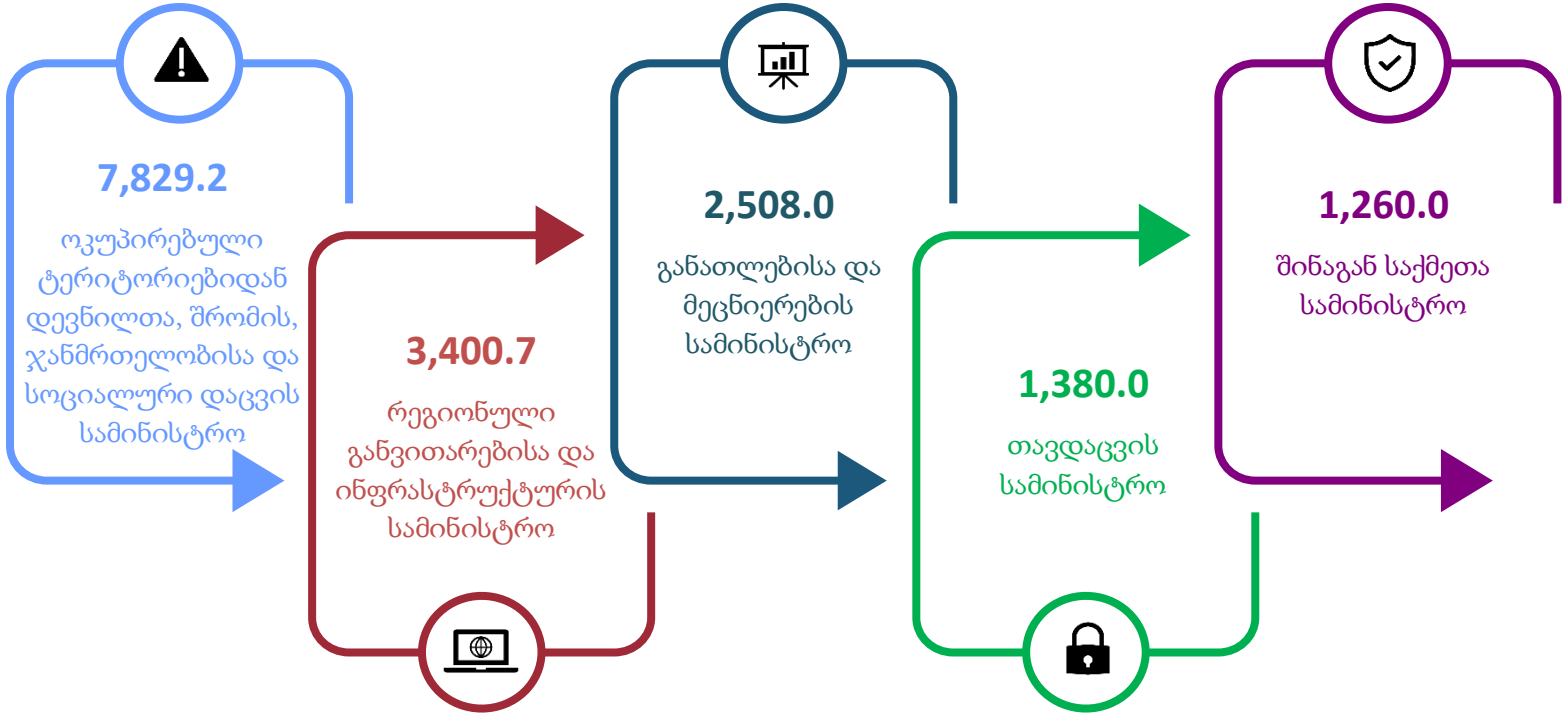 7,829.2
ოკუპირებული
ტერიტორიებიდან
დევნილთა, შრომის,
ჯანმრთელობისა და
სოციალური დაცვის
სამინისტრო
3,400.7
რეგიონული
განვითარებისა და
ინფრასტრუქტურის
სამინისტრო
2,508.0
განათლებისა და
მეცნიერების
სამინისტრო
1,380.0
თავდაცვის
სამინისტრო
1,260.0
შინაგან საქმეთა
სამინისტრო